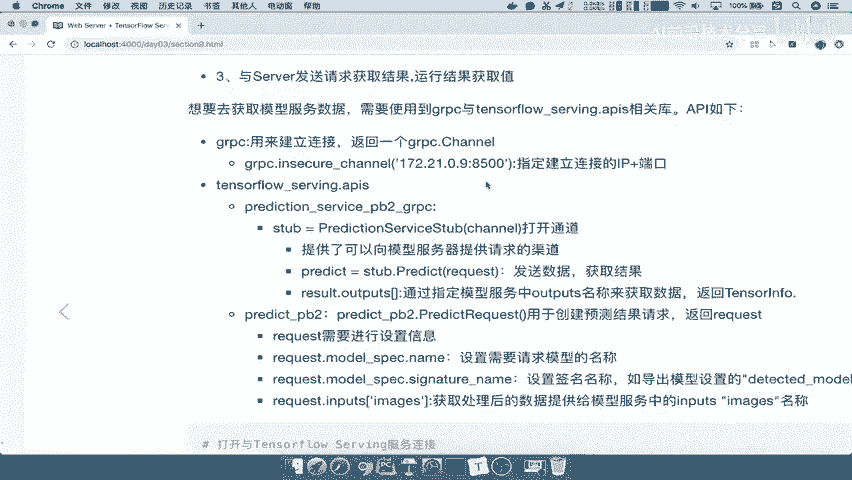 Chrome 文件 修改 视图 历史记录 书签 其他人 电动窗 帮助
100%
Web Server + TensorFlow Ser
localhost:4000/day03/section9.html
• 3、与Server发送请求获取结果,运行结果获取值
想要去获取模型服务数据，需要使用到grpc与tensorflow_serving.apis相关库。API如下：
• grpc:用来建立连接，返回一个grpc.Channel
◦ grpc.insecure_channel('172.21.0.9:8500'):指定建立连接的IP+端口
• tensorflow_serving.apis
◦ prediction_service_pb2_grpc:
▪ stub = PredictionServiceStub(channel)打开通道
▪ 提供了可以向模型服务器提供请求的渠道
▪ predict = stub.Predict(request)：发送数据，获取结果
▪ result.outputs[]:通过指定模型服务中outputs名称来获取数据，返回TensorInfo.
◦ predict_pb2：predict_pb2.PredictRequest()用于创建预测结果请求，返回request
▪ request需要进行设置信息
▪ request.model_spec.name：设置需要请求模型的名称
▪ request.model_spec.signature_name：设置签名名称，如导出模型设置的"detected_model
▪ request.inputs['images']:获取处理后的数据提供给模型服务中的inputs "images"名称
# 打开与Tensorflow Serving服务连接